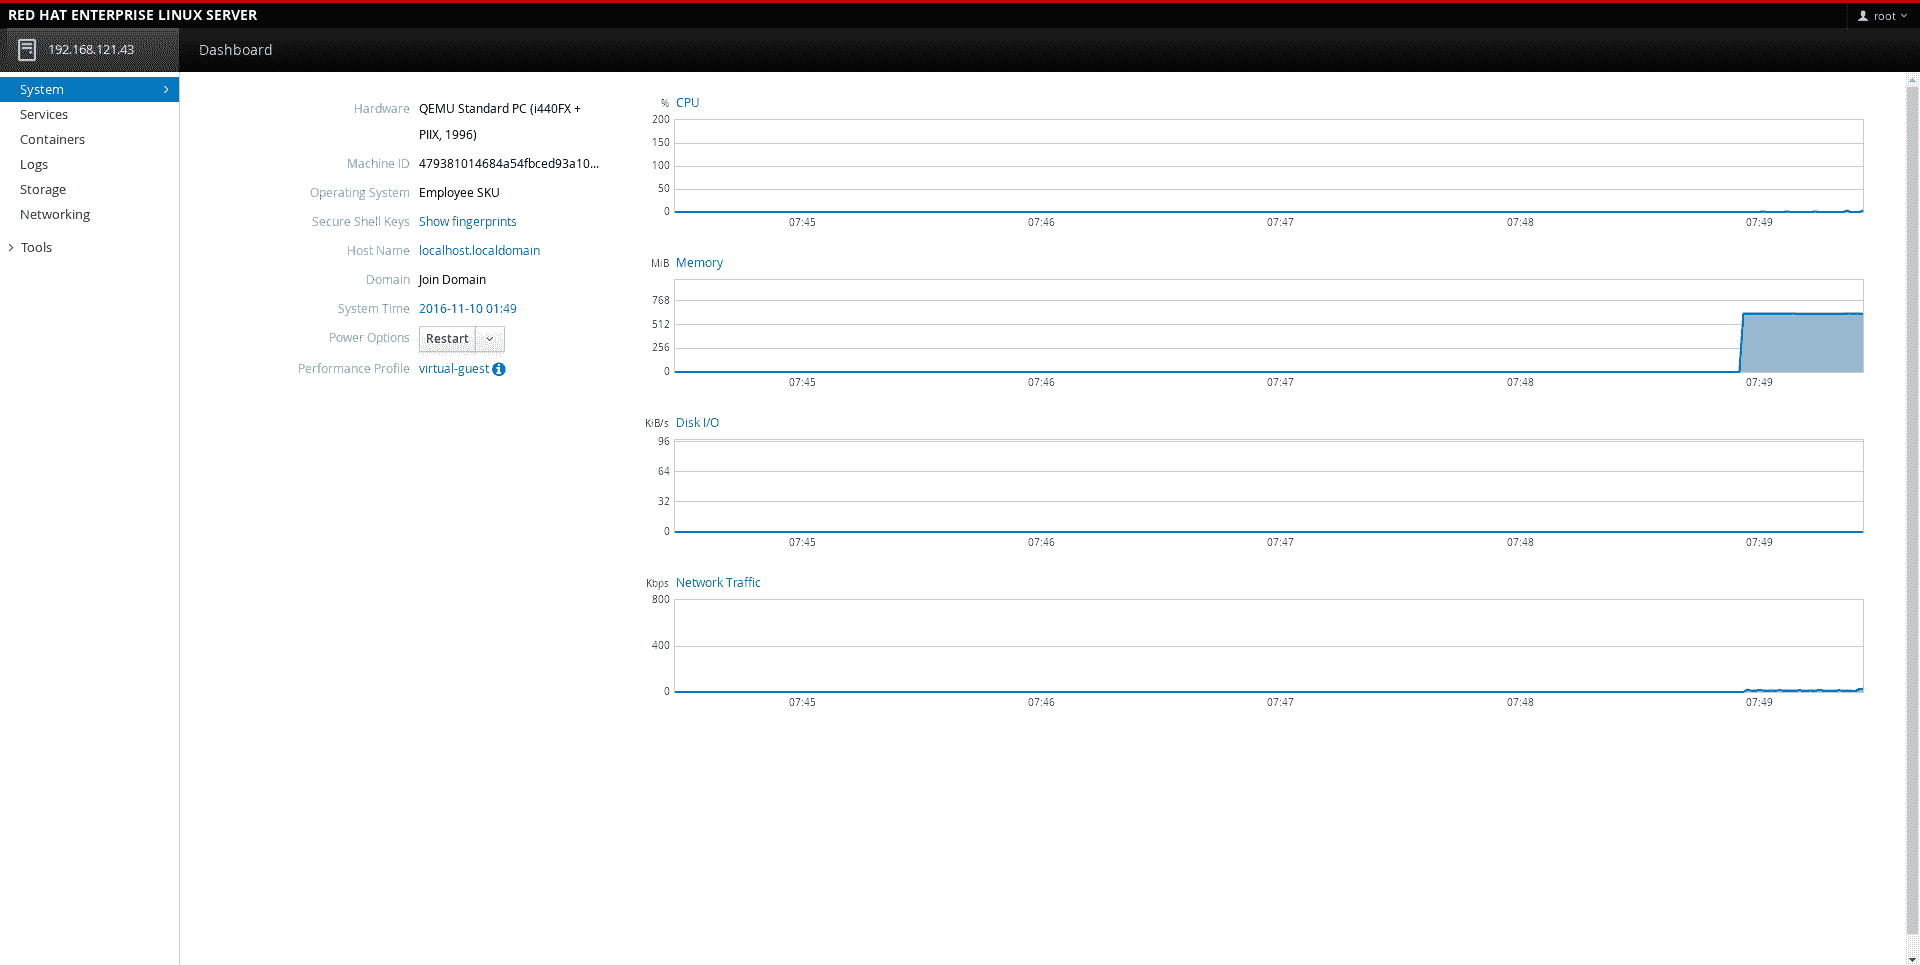 RED HAT ENTERPRISE LINUX SERVER
root
192.168.121.43
Dashboard
System
Services
Containers
Logs
Storage
Networking
Tools
Hardware QEMU Standard PC (i440FX +
PIIX, 1996)
Machine ID 479381014684a54fbced93a10...
Operating System Employee SKU
Secure Shell Keys Show fingerprints
Host Name localhost.localdomain
Domain Join Domain
System Time 2016-11-10 01:49
Power Options Restart
Performance Profile virtual-guest
% CPU
200
150
100
50
0
07:45 07:46 07:47 07:48 07:49
MiB Memory
768
512
256
0
07:45 07:46 07:47 07:48 07:49
KiB/s Disk I/O
96
64
32
0
07:45 07:46 07:47 07:48 07:49
Kbps Network Traffic
800
400
0
07:45 07:46 07:47 07:48 07:49